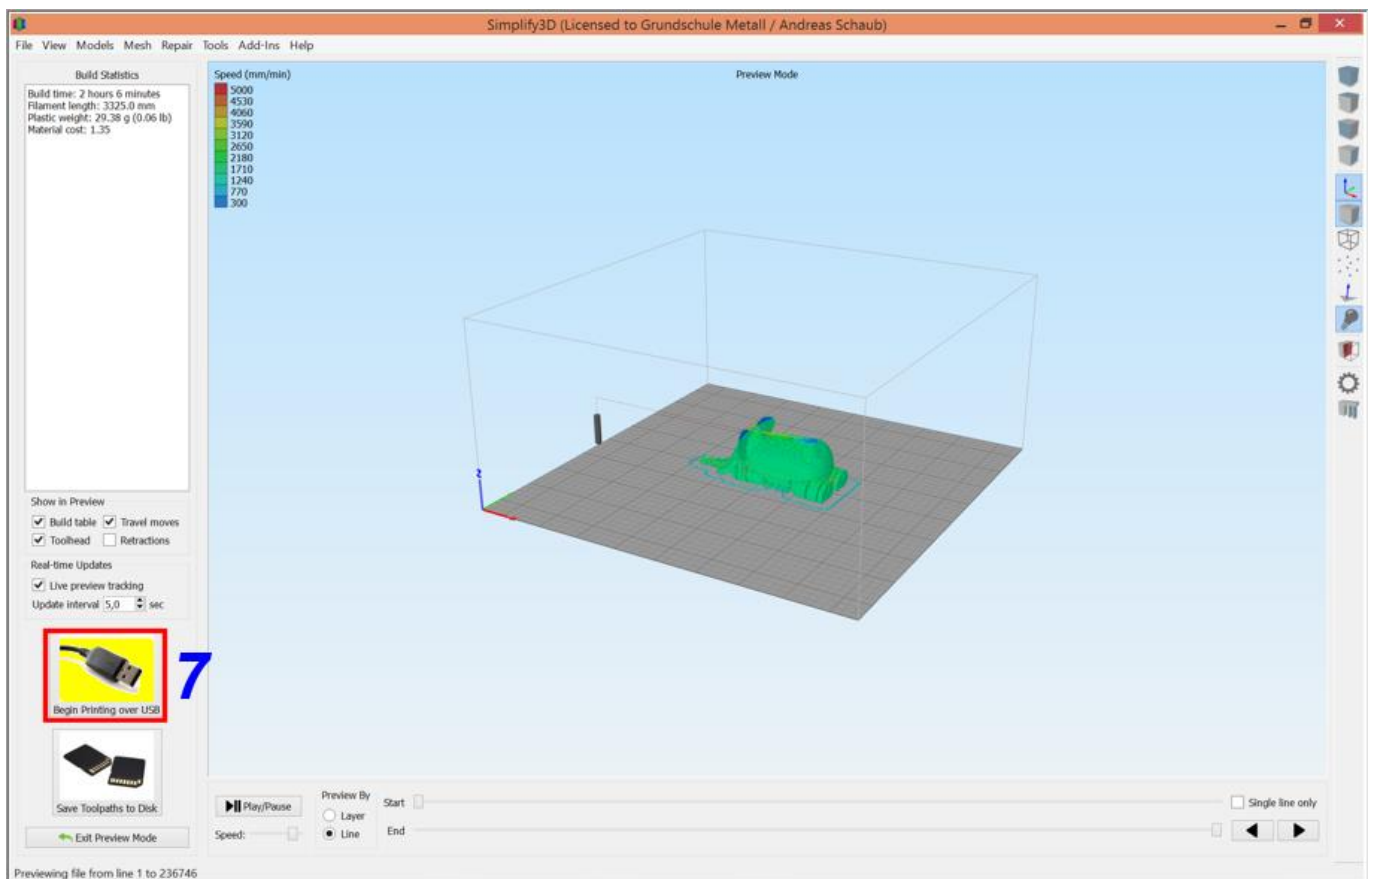 Simplify3D (Licensed to Grundschule Metall / Andreas Schaub)
File View Models Mesh Repair Tools Add-Ins Help
Build Statistics
Build time: 2 hours 6 minutes
Filament length: 3325.0 mm
Plastic weight: 29.38 g (0.06 lb)
Material cost: 1.35
Speed (mm/min)
5000
4530
4060
3590
3120
2650
2180
1710
1240
770
300
Preview Mode
z
Show in Preview
Build table Travel moves
Toolhead Retractions
Real-time Updates
Live preview tracking
Update interval 5,0 sec
7
Begin Printing over USB
Save Toolpaths to Disk
Exit Preview Mode
Play/Pause
Speed:
Preview By
Layer
Line
Start
End
Single line only
Previewing file from line 1 to 236746